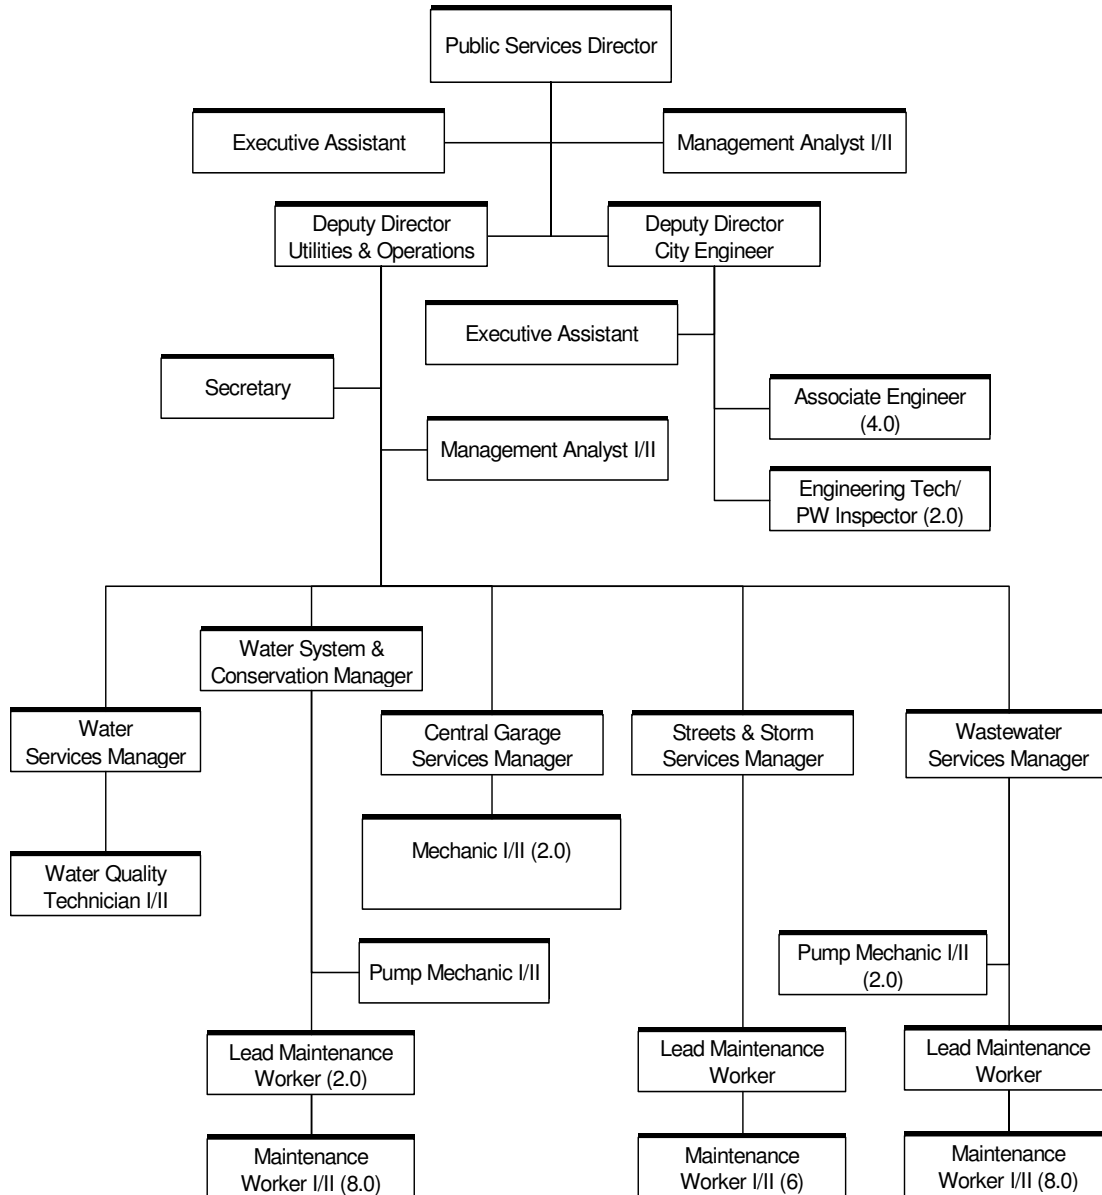 Public Services Director
Executive Assistant
Management Analyst I/II
Deputy Director
Utilities & Operations
Deputy Director
City Engineer
Executive Assistant
Secretary
Associate Engineer
(4.0)
Management Analyst I/II
Engineering Tech/
PW Inspector (2.0)
Water System &
Conservation Manager
Water
Services Manager
Central Garage
Services Manager
Streets & Storm
Services Manager
Wastewater
Services Manager
Mechanic I/II (2.0)
Water Quality
Technician I/II
Pump Mechanic I/II
Pump Mechanic I/II
(2.0)
Lead Maintenance
Worker (2.0)
Lead Maintenance
Worker
Lead Maintenance
Worker
Maintenance
Worker I/II (8.0)
Maintenance
Worker I/II (6)
Maintenance
Worker I/II (8.0)